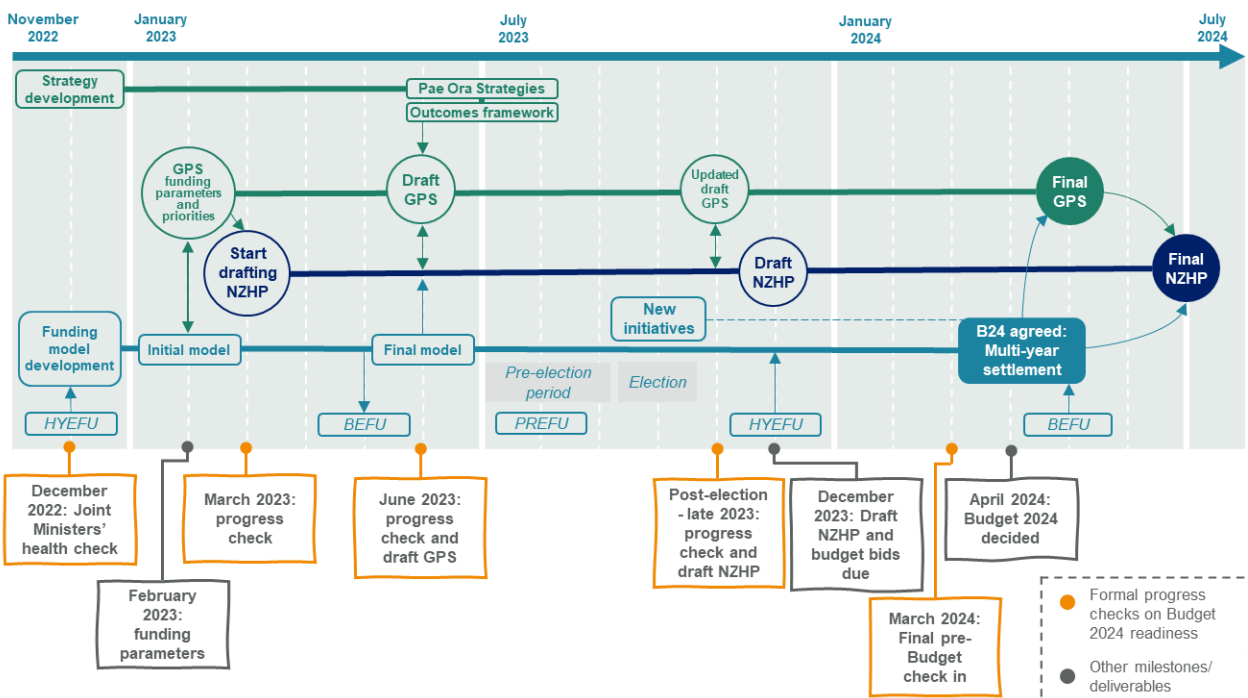 November
2022
January
2023
July
2023
January
2024
July
2024
Strategy
development
Pae Ora Strategies
Outcomes framework
GPS
funding
parameters
and
priorities
Draft
GPS
Updated
draft
GPS
Final
GPS
Start
drafting
NZHP
Draft
NZHP
Final
NZHP
New
initiatives
Funding
model
development
Initial model
Final model
B24 agreed:
Multi-year
settlement
Pre-election
period
Election
HYEFU
BEFU
PREFU
HYEFU
BEFU
December
2022: Joint
Ministers'
health check
February
2023:
funding
parameters
March 2023:
progress
check
June 2023:
progress
check and
draft GPS
Post-election
- late 2023:
progress
check and
draft NZHP
December
2023: Draft
NZHP and
budget bids
due
March 2024:
Final pre-
Budget
check in
April 2024:
Budget 2024
decided
Formal progress
checks on Budget
2024 readiness
Other milestones/
deliverables